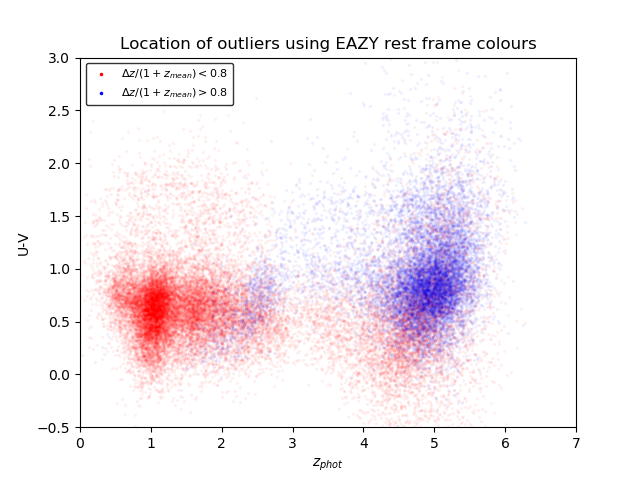 Location of outliers using EAZY rest frame colours
Δz/(1 + z_mean) < 0.8
Δz/(1 + z_mean) > 0.8
3.0
2.5
2.0
1.5
1.0
0.5
0.0
−0.5
U-V
0 1 2 3 4 5 6 7
z_phot